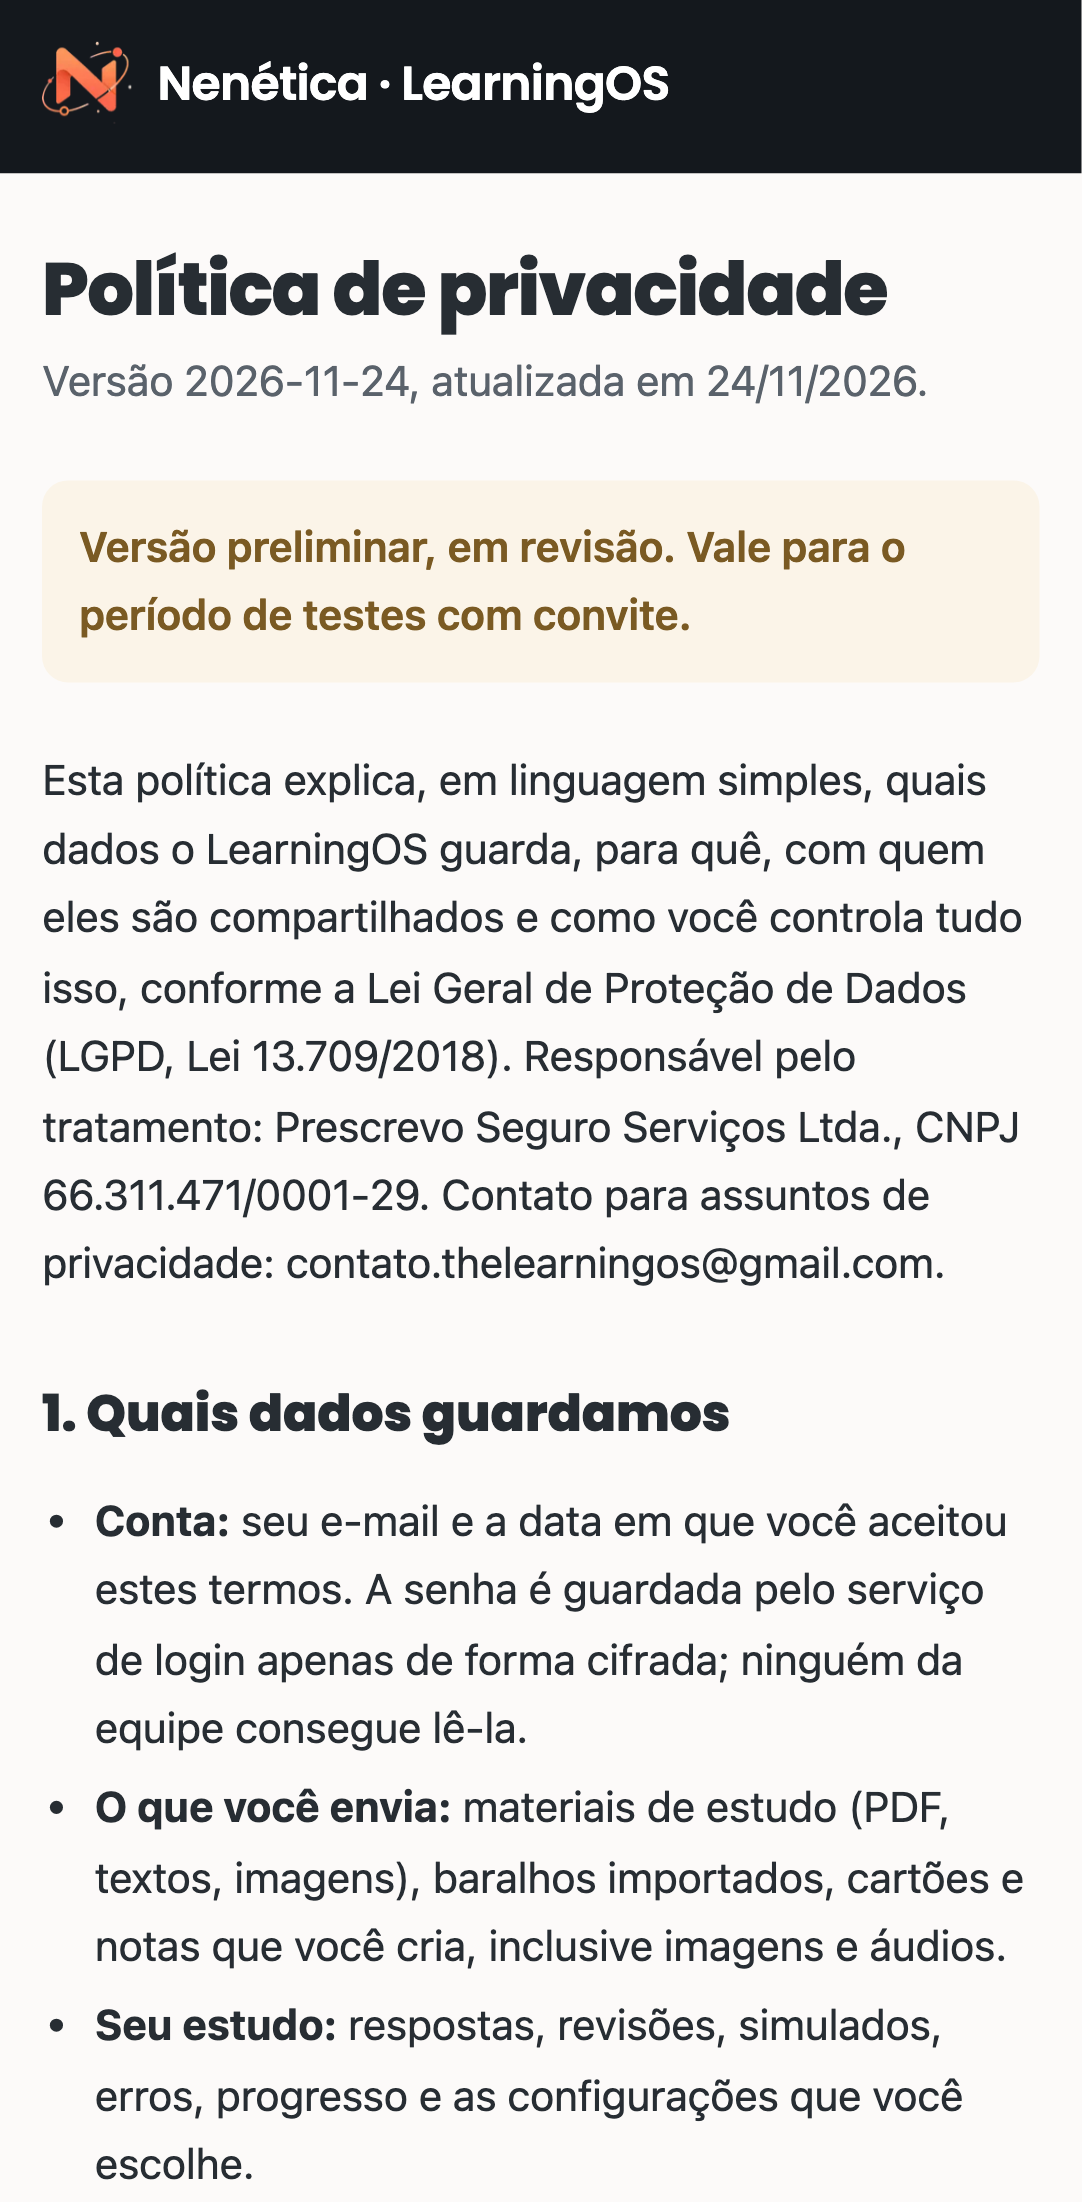 Nenética · LearningOS
Política de privacidade
Versão 2026-11-24, atualizada em 24/11/2026.
Versão preliminar, em revisão. Vale para o
período de testes com convite.
Esta política explica, em linguagem simples, quais
dados o LearningOS guarda, para quê, com quem
eles são compartilhados e como você controla tudo
isso, conforme a Lei Geral de Proteção de Dados
(LGPD, Lei 13.709/2018). Responsável pelo
tratamento: Prescrevo Seguro Serviços Ltda., CNPJ
66.311.471/0001-29. Contato para assuntos de
privacidade: contato.thelearningos@gmail.com.
1. Quais dados guardamos
• Conta: seu e-mail e a data em que você aceitou
estes termos. A senha é guardada pelo serviço
de login apenas de forma cifrada; ninguém da
equipe consegue lê-la.
• O que você envia: materiais de estudo (PDF,
textos, imagens), baralhos importados, cartões e
notas que você cria, inclusive imagens e áudios.
• Seu estudo: respostas, revisões, simulados,
erros, progresso e as configurações que você
escolhe.